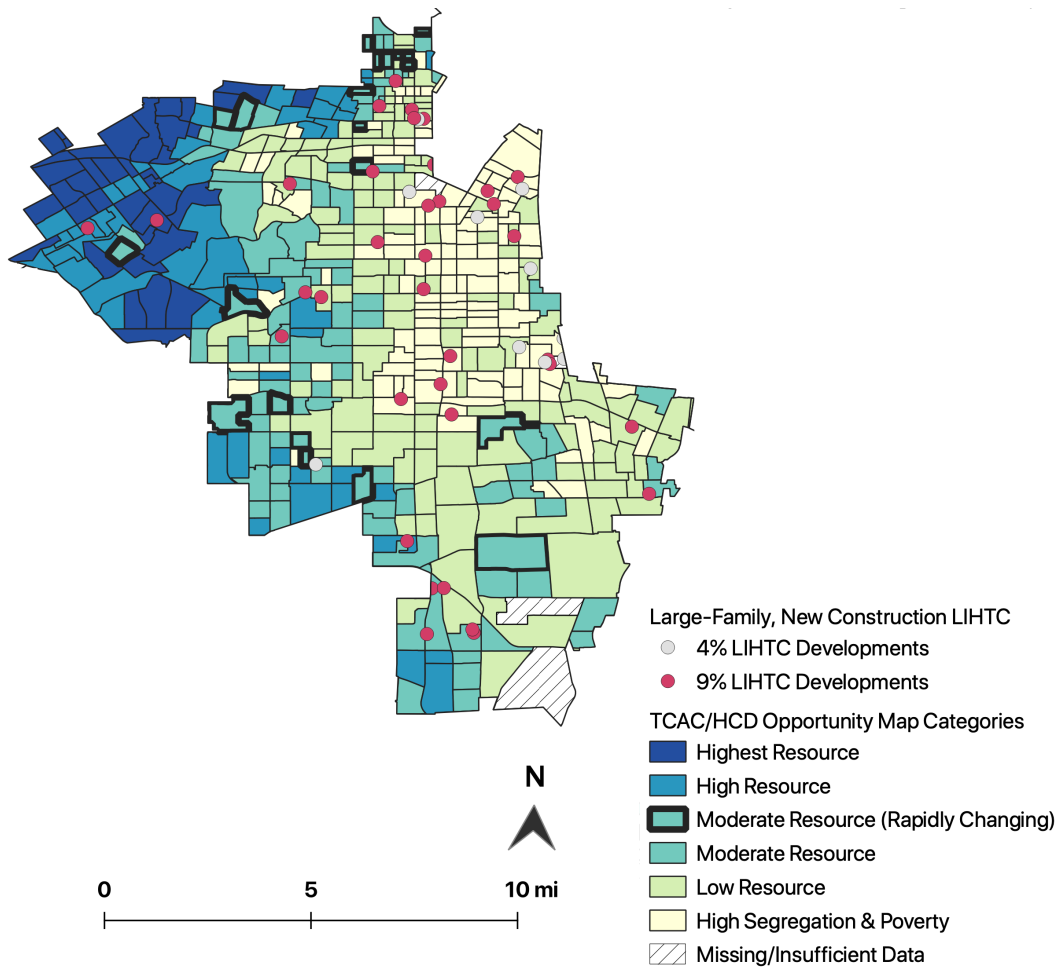 Large-Family, New Construction LIHTC
4% LIHTC Developments
9% LIHTC Developments
TCAC/HCD Opportunity Map Categories
Highest Resource
High Resource
Moderate Resource (Rapidly Changing)
Moderate Resource
Low Resource
High Segregation & Poverty
Missing/Insufficient Data
N
0 5 10 mi